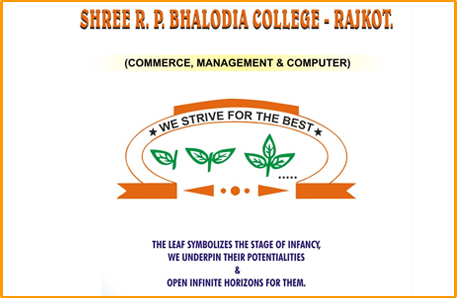 SHREE R. P. BHALODIA COLLEGE - RAJKOT.
(COMMERCE, MANAGEMENT & COMPUTER)
★ WE STRIVE FOR THE BEST ★
.....
THE LEAF SYMBOLIZES THE STAGE OF INFANCY,
WE UNDERPIN THEIR POTENTIALITIES
&
OPEN INFINITE HORIZONS FOR THEM.